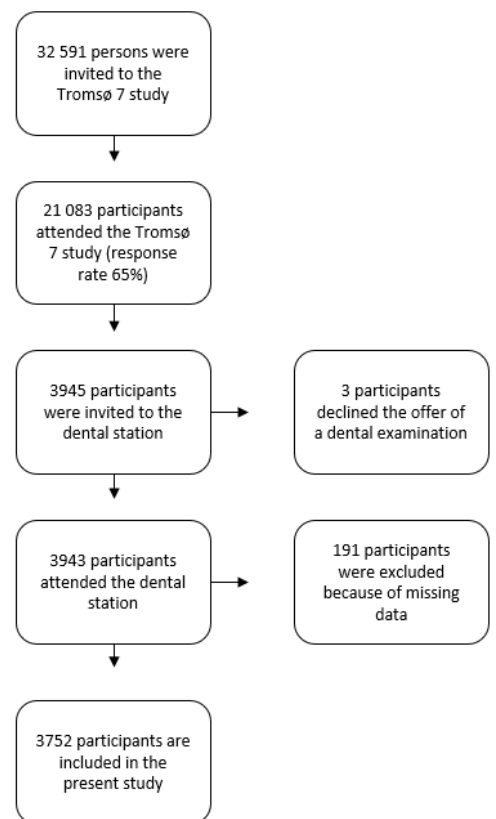 32 591 persons were
invited to the
Tromsø 7 study
21 083 participants
attended the Tromsø
7 study (response
rate 65%)
3945 participants
were invited to the
dental station
3 participants
declined the offer of
a dental examination
3943 participants
attended the dental
station
191 participants
were excluded
because of missing
data
3752 participants are
included in the
present study